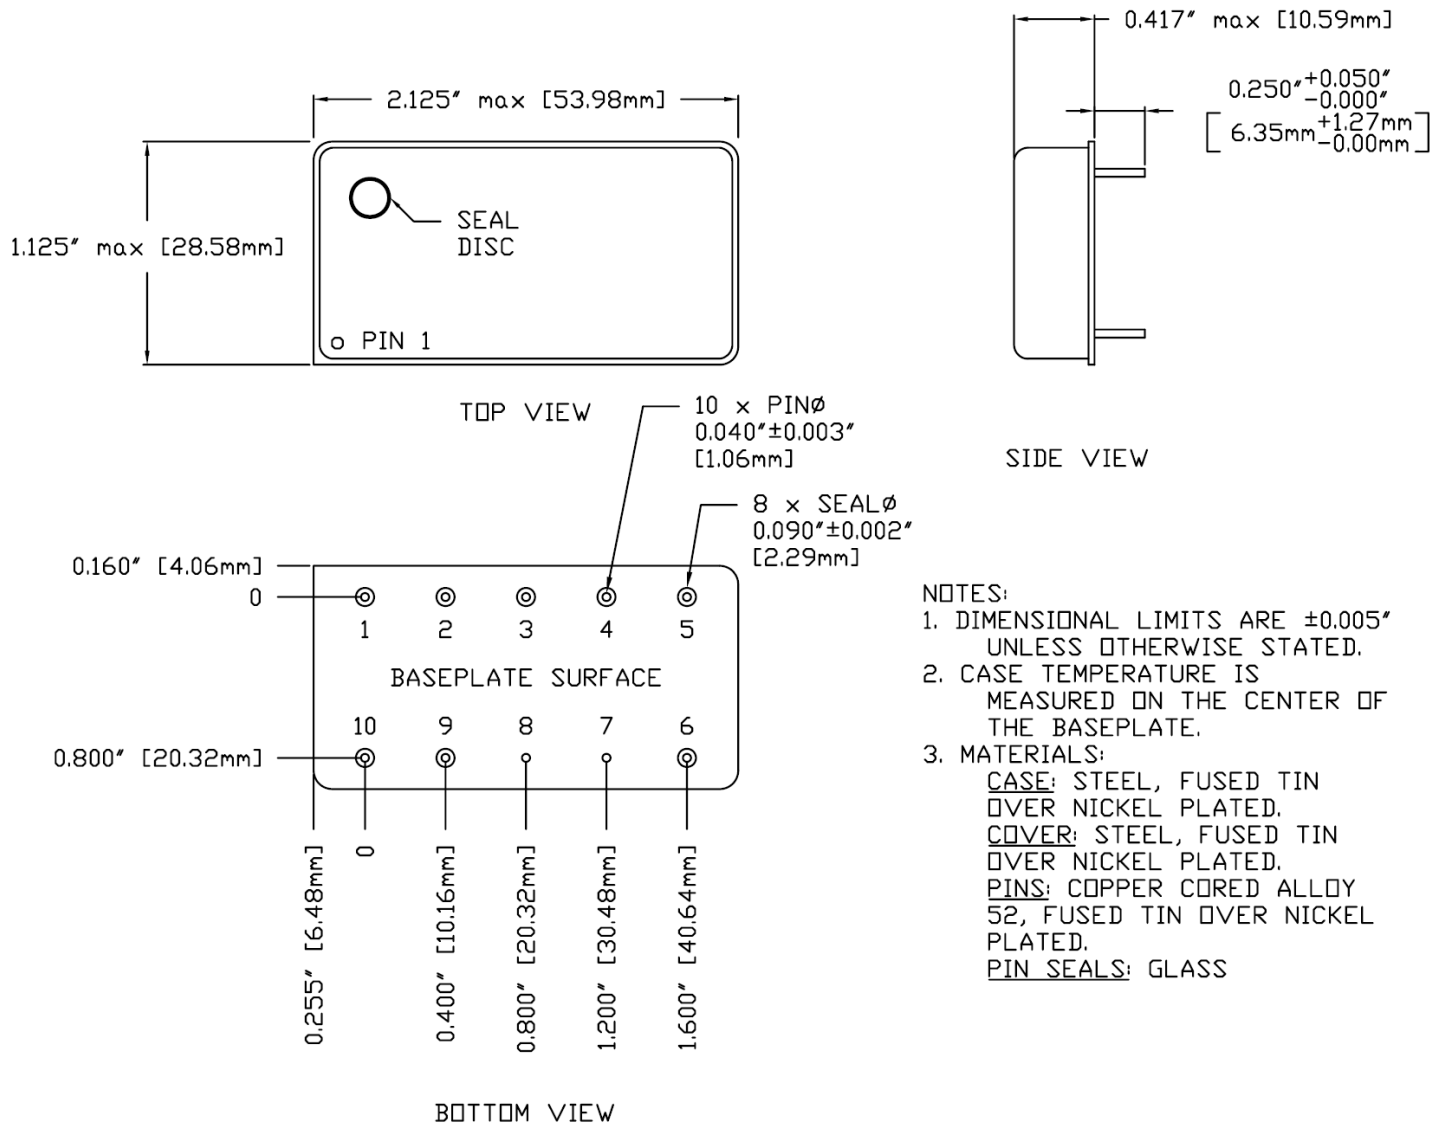 0.417″ max [10.59mm]
0.250″ +0.050″
-0.000″
[6.35mm +1.27mm
-0.00mm]
2.125″ max [53.98mm]
SEAL
DISC
1.125″ max [28.58mm]
PIN 1
TOP VIEW
10 x PINø
0.040″±0.003″
[1.06mm]
SIDE VIEW
8 x SEALø
0.090″±0.002″
[2.29mm]
0.160″ [4.06mm]
0
1 2 3 4 5
BASEPLATE SURFACE
10 9 8 7 6
0.800″ [20.32mm]
0.255″ [6.48mm]
0
0.400″ [10.16mm]
0.800″ [20.32mm]
1.200″ [30.48mm]
1.600″ [40.64mm]
BOTTOM VIEW
NOTES:
1. DIMENSIONAL LIMITS ARE ±0.005″
UNLESS OTHERWISE STATED.
2. CASE TEMPERATURE IS
MEASURED ON THE CENTER OF
THE BASEPLATE.
3. MATERIALS:
CASE: STEEL, FUSED TIN
OVER NICKEL PLATED.
COVER: STEEL, FUSED TIN
OVER NICKEL PLATED.
PINS: COPPER CORED ALLOY
52, FUSED TIN OVER NICKEL
PLATED.
PIN SEALS: GLASS